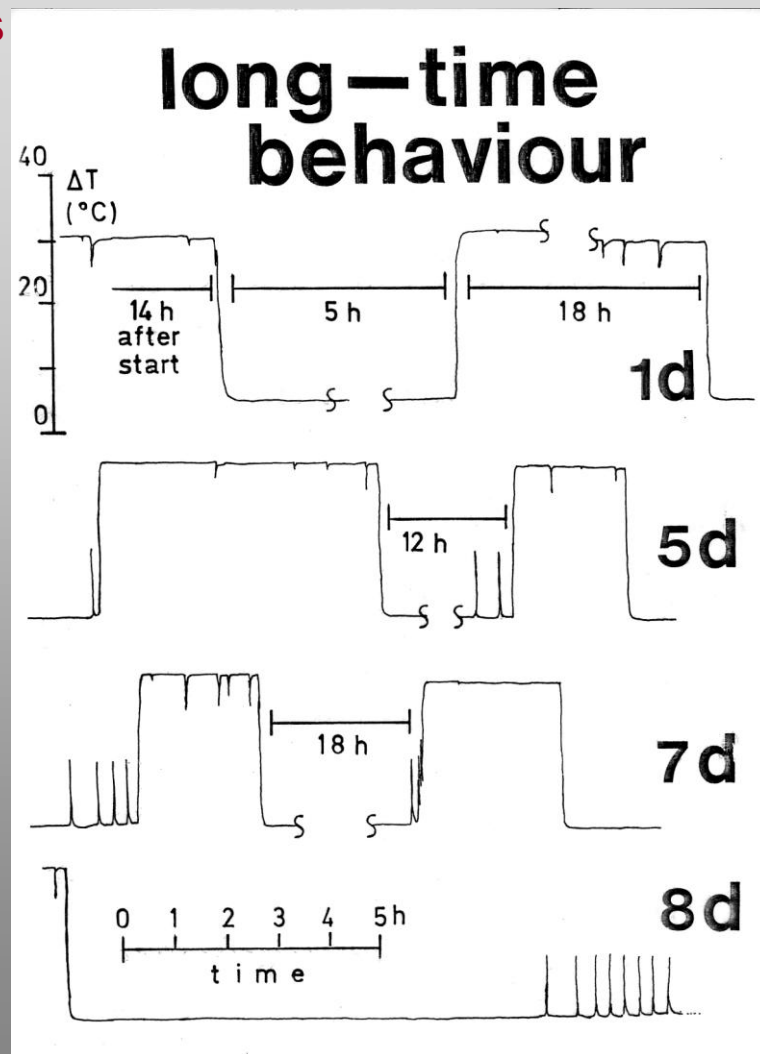 s
long—time
behaviour
40
ΔT
(°C)
20
0
14 h
after
start
5 h
18 h
1d
12 h
5d
18 h
7d
8d
0 1 2 3 4 5h
time